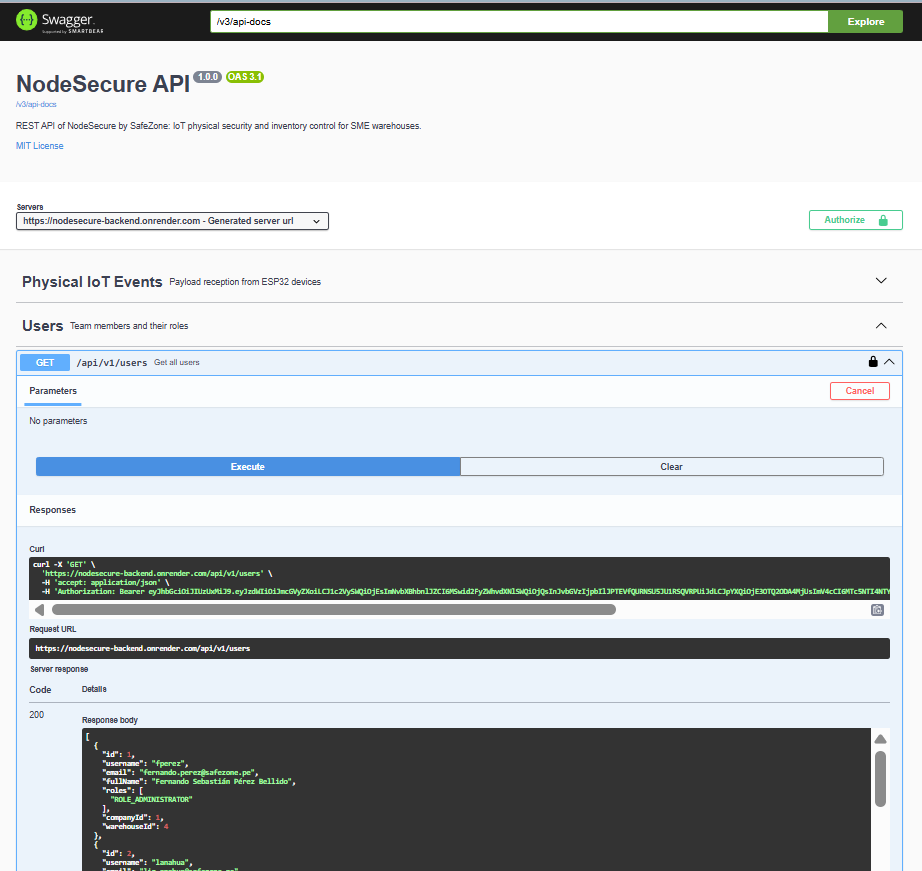 Swagger.
Supported by SMARTBEAR
/v3/api-docs
Explore
NodeSecure API 1.0.0 OAS 3.1
/v3/api-docs
REST API of NodeSecure by SafeZone: IoT physical security and inventory control for SME warehouses.
MIT License
Servers
https://nodesecure-backend.onrender.com - Generated server url
Authorize
Physical IoT Events Payload reception from ESP32 devices
Users Team members and their roles
GET /api/v1/users Get all users
Parameters
Cancel
No parameters
Execute
Clear
Responses
Curl
curl -X 'GET' \
'https://nodesecure-backend.onrender.com/api/v1/users' \
-H 'accept: application/json' \
-H 'Authorization: Bearer
Request URL
https://nodesecure-backend.onrender.com/api/v1/users
Server response
Code Details
200
Response body
[
{
"id": 1,
"username": "fperez",
"email": "fernando.perez@safezone.pe",
"fullName": "Fernando Sebastián Pérez Bellido",
"roles": [
"ROLE_ADMINISTRATOR"
],
"companyId": 1,
"warehouseId": 4
},
{
"id": 2,
"username": "lanahua",